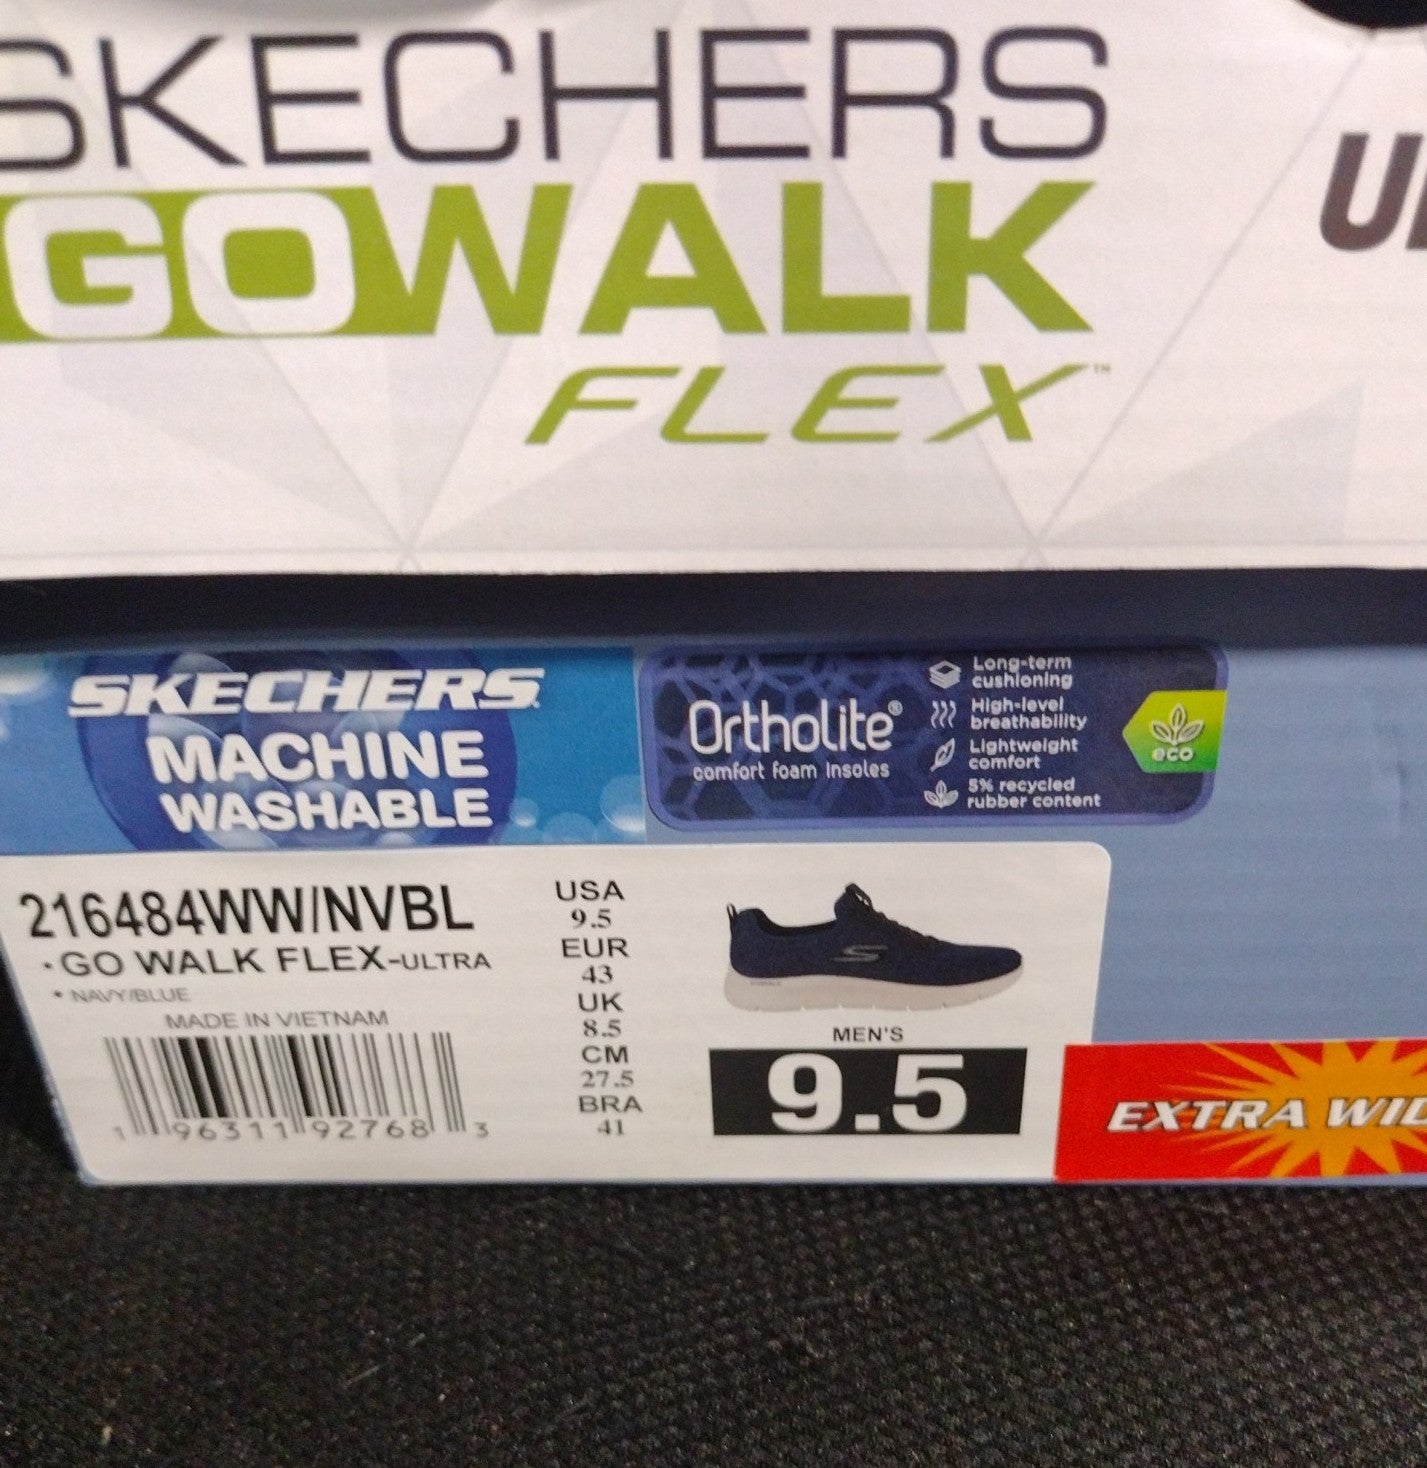 SKECHERS
GOWALK
FLEX™
SKECHERS
MACHINE
WASHABLE
OrthoLite®
comfort foam insoles
Long-term
cushioning
High-level
breathability
Lightweight
comfort
5% recycled
rubber content
eco
216484WW/NVBL
•GO WALK FLEX-ULTRA
• NAVY/BLUE
MADE IN VIETNAM
1 96311 92768 3
USA
9.5
EUR
43
UK
8.5
CM
27.5
BRA
41
MEN'S
9.5
EXTRA